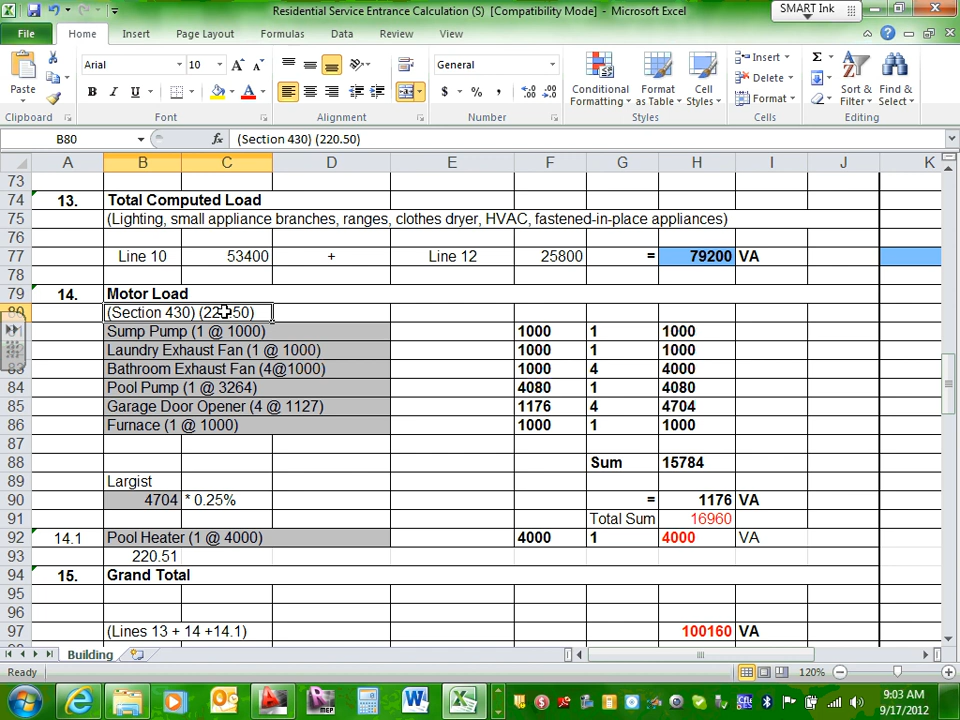 Residential Service Entrance Calculation (S) [Compatibility Mode] - Microsoft Excel
SMART Ink
File Home Insert Page Layout Formulas Data Review View
Paste
Clipboard
Arial 10
B I U
Font
Alignment
General
$ % ,
Number
Conditional Formatting
Format as Table
Cell Styles
Styles
Insert
Delete
Format
Cells
Sort & Filter
Find & Select
Editing
B80 fx (Section 430) (220.50)
A B C D E F G H I J K
73
74 13. Total Computed Load
75 (Lighting, small appliance branches, ranges, clothes dryer, HVAC, fastened-in-place appliances)
76
77 Line 10 53400 + Line 12 25800 = 79200 VA
78
79 14. Motor Load
80 (Section 430) (220.50)
Sump Pump (1 @ 1000) 1000 1 1000
Laundry Exhaust Fan (1 @ 1000) 1000 1 1000
83 Bathroom Exhaust Fan (4@1000) 1000 4 4000
84 Pool Pump (1 @ 3264) 4080 1 4080
85 Garage Door Opener (4 @ 1127) 1176 4 4704
86 Furnace (1 @ 1000) 1000 1 1000
87
88 Sum 15784
89 Largist
90 4704 * 0.25% = 1176 VA
91 Total Sum 16960
92 14.1 Pool Heater (1 @ 4000) 4000 1 4000 VA
93 220.51
94 15. Grand Total
95
96
97 (Lines 13 + 14 +14.1) 100160 VA
Building
Ready 120%
9:03 AM
9/17/2012